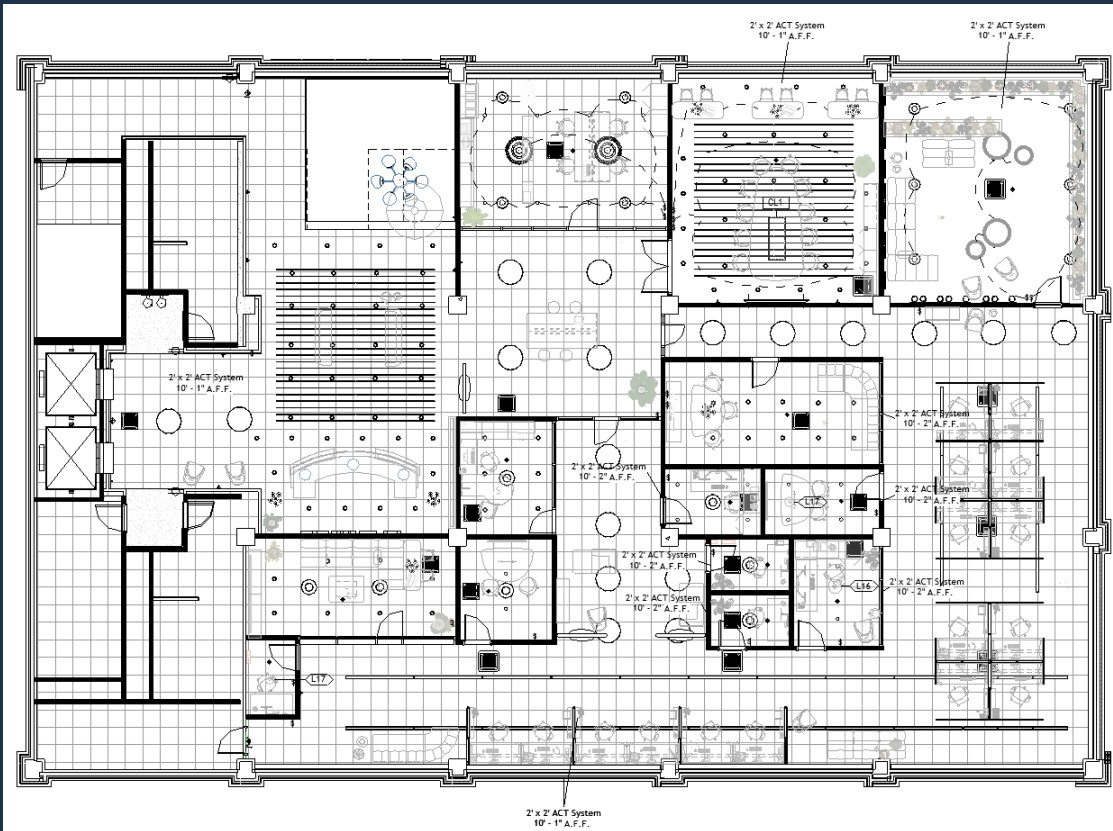 2' x 2' ACT System
10' - 1" A.F.F.
2' x 2' ACT System
10' - 1" A.F.F.
CL1
2' x 2' ACT System
10' - 1" A.F.F.
2' x 2' ACT System
10' - 2" A.F.F.
2' x 2' ACT System
10' - 2" A.F.F.
L17
2' x 2' ACT System
10' - 2" A.F.F.
2' x 2' ACT System
10' - 2" A.F.F.
L16
2' x 2' ACT System
10' - 2" A.F.F.
2' x 2' ACT System
10' - 2" A.F.F.
L17
2' x 2' ACT System
10' - 1" A.F.F.